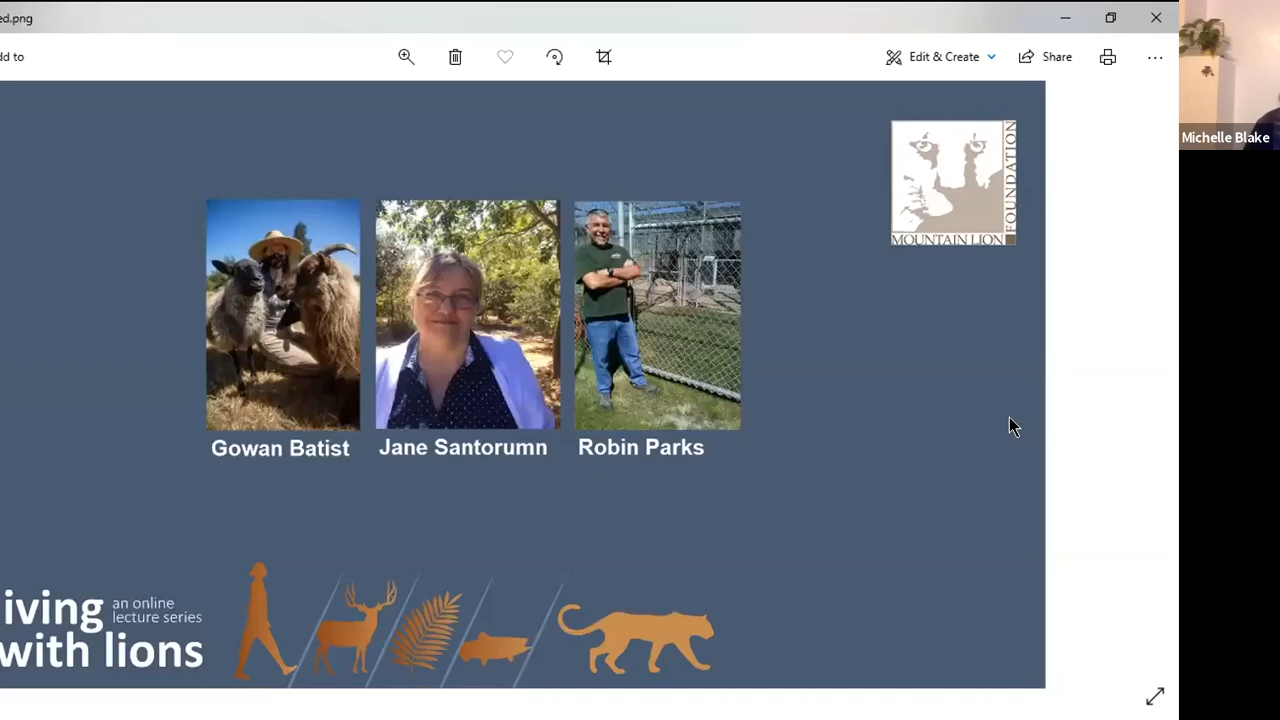 ed.png
dd to
Edit & Create
Share
Michelle Blake
FOUNDATION
MOUNTAIN LION
Gowan Batist
Jane Santorumn
Robin Parks
iving
an online
lecture series
with lions